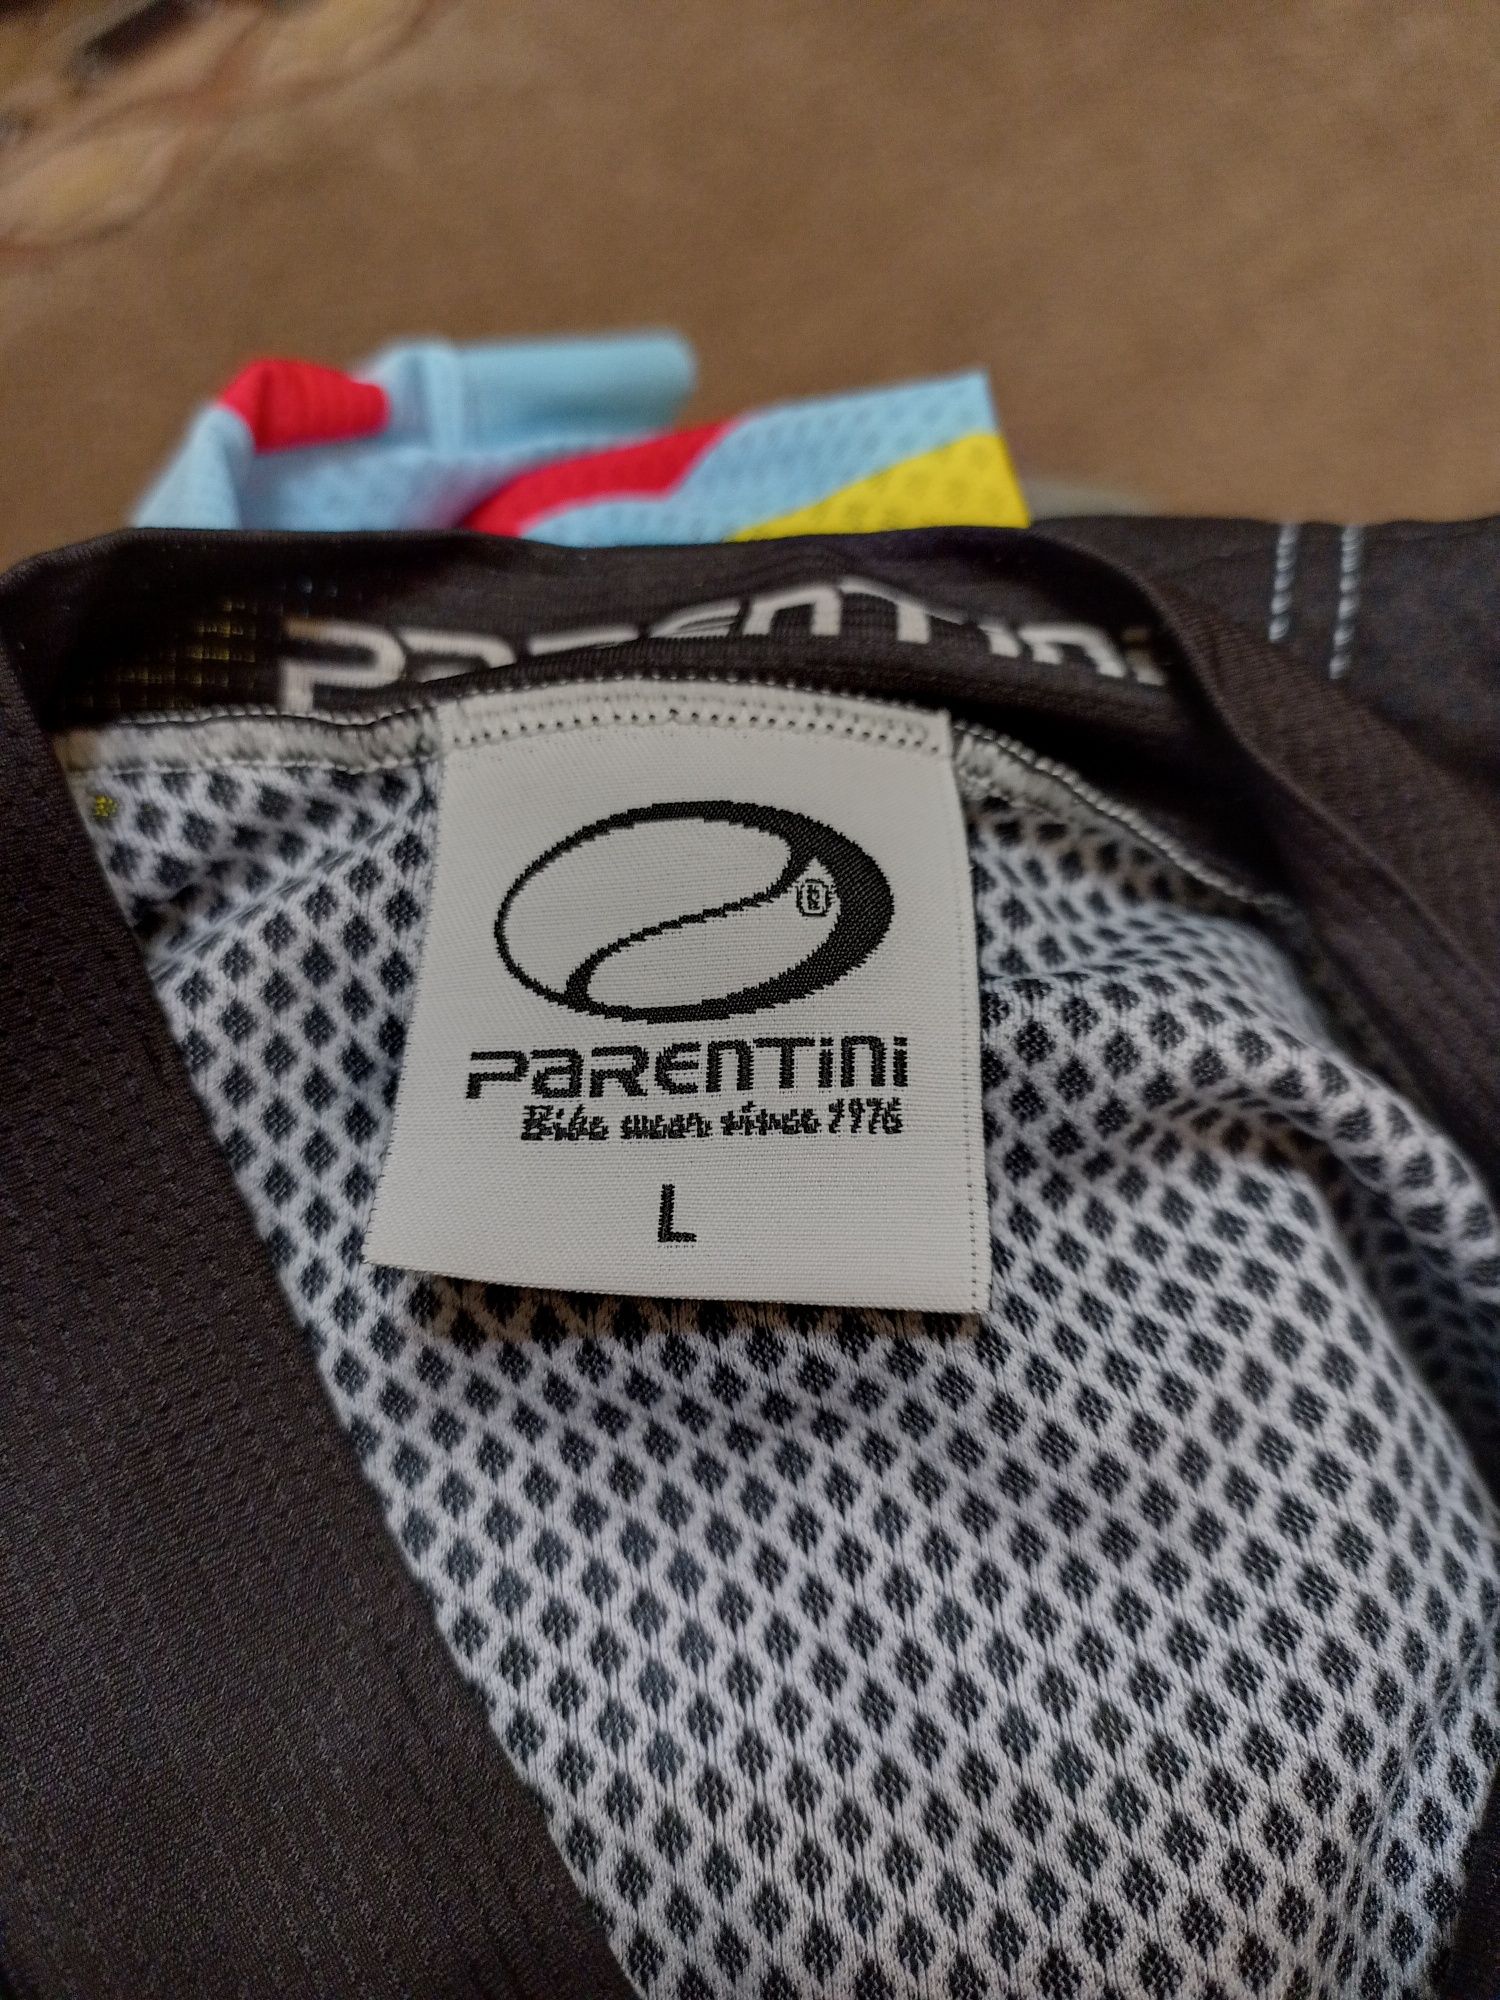 PaRENTiNi
®
PaRENTiNi
Bike wear since 1976
L